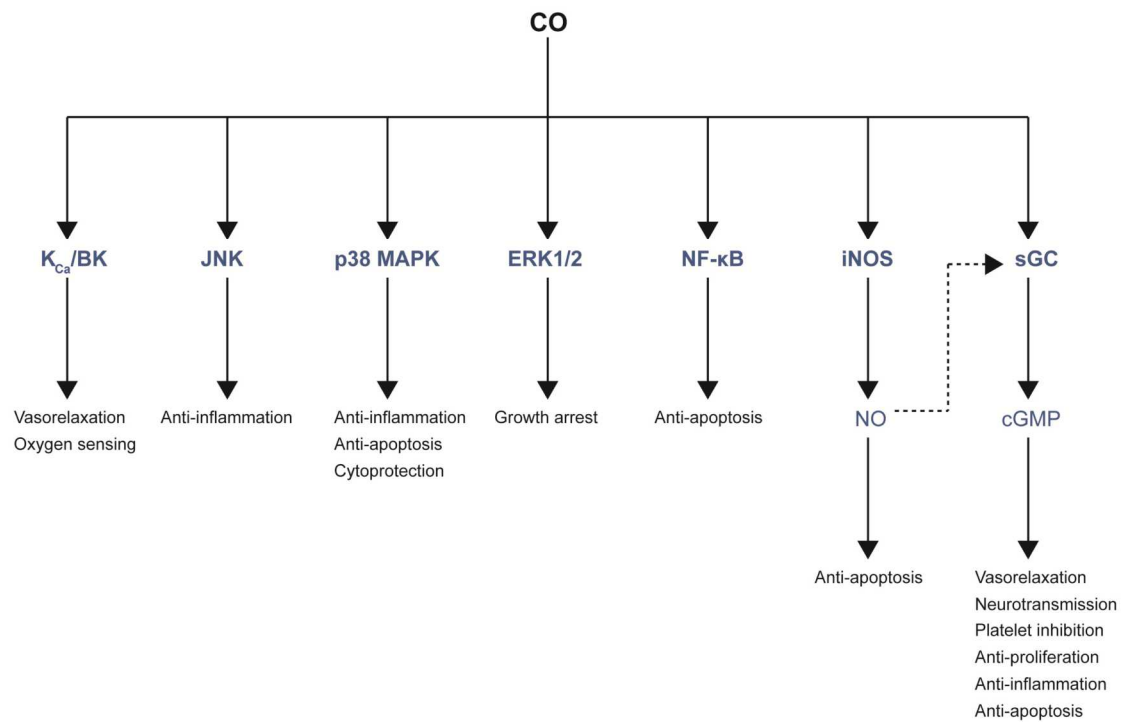 CO
K_Ca/BK
JNK
p38 MAPK
ERK1/2
NF-κB
iNOS
sGC
Vasorelaxation
Oxygen sensing
Anti-inflammation
Anti-inflammation
Anti-apoptosis
Cytoprotection
Growth arrest
Anti-apoptosis
NO
cGMP
Anti-apoptosis
Vasorelaxation
Neurotransmission
Platelet inhibition
Anti-proliferation
Anti-inflammation
Anti-apoptosis